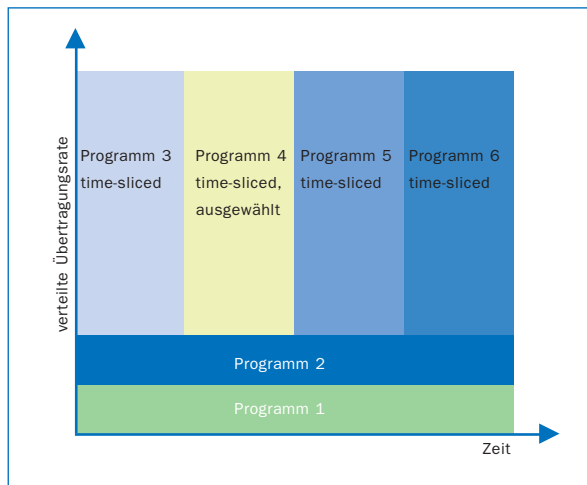 verteilte Übertragungsrate
Programm 3
time-sliced
Programm 4
time-sliced,
ausgewählt
Programm 5
time-sliced
Programm 6
time-sliced
Programm 2
Programm 1
Zeit